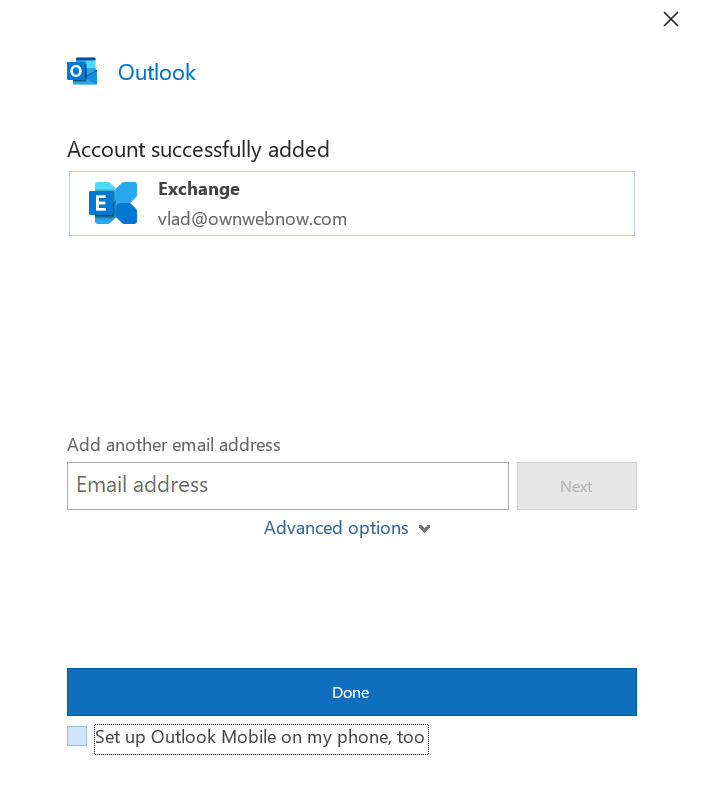 Outlook
Account successfully added
Exchange
vlad@ownwebnow.com
Add another email address
Email address
Next
Advanced options
Done
Set up Outlook Mobile on my phone, too